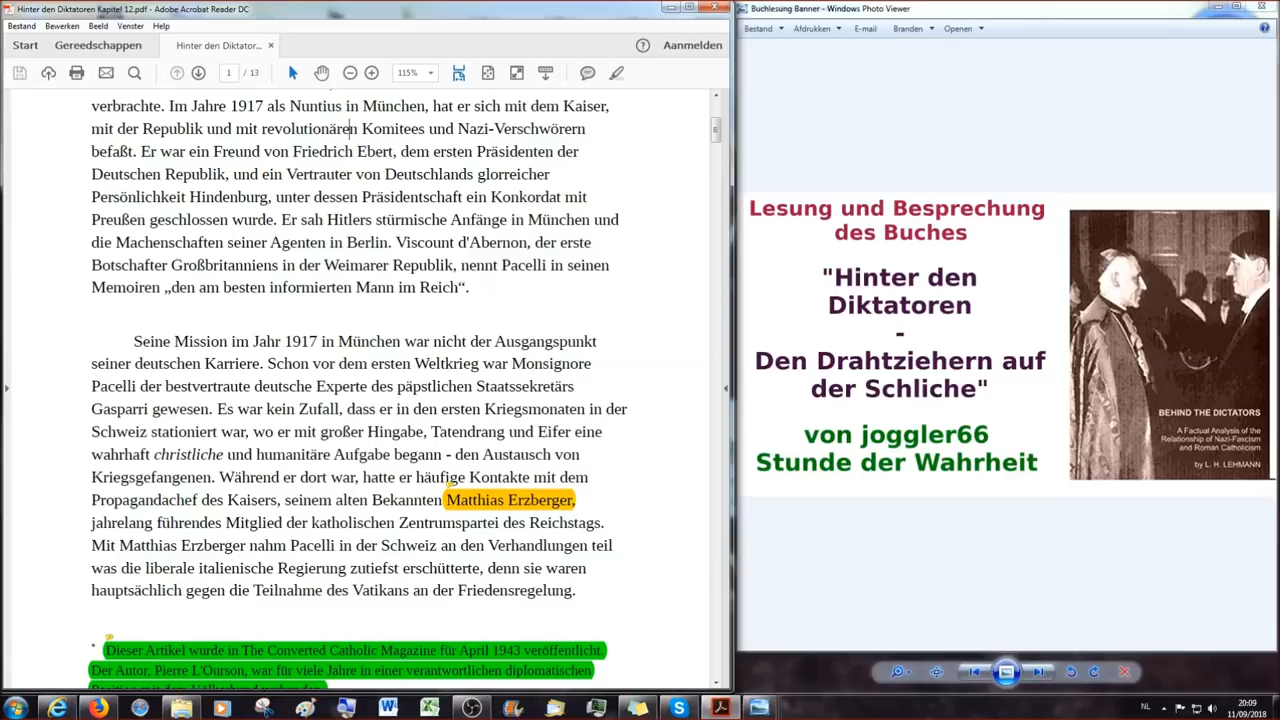 Hinter den Diktatoren Kapitel 12.pdf - Adobe Acrobat Reader DC
Bestand Bewerken Beeld Venster Help
Start Gereedschappen Hinter den Diktator... × Aanmelden
1 / 13 115%
verbrachte. Im Jahre 1917 als Nuntius in München, hat er sich mit dem Kaiser,
mit der Republik und mit revolutionären Komitees und Nazi-Verschwörern
befaßt. Er war ein Freund von Friedrich Ebert, dem ersten Präsidenten der
Deutschen Republik, und ein Vertrauter von Deutschlands glorreicher
Persönlichkeit Hindenburg, unter dessen Präsidentschaft ein Konkordat mit
Preußen geschlossen wurde. Er sah Hitlers stürmische Anfänge in München und
die Machenschaften seiner Agenten in Berlin. Viscount d'Abernon, der erste
Botschafter Großbritanniens in der Weimarer Republik, nennt Pacelli in seinen
Memoiren „den am besten informierten Mann im Reich“.
Seine Mission im Jahr 1917 in München war nicht der Ausgangspunkt
seiner deutschen Karriere. Schon vor dem ersten Weltkrieg war Monsignore
Pacelli der bestvertraute deutsche Experte des päpstlichen Staatssekretärs
Gasparri gewesen. Es war kein Zufall, dass er in den ersten Kriegsmonaten in der
Schweiz stationiert war, wo er mit großer Hingabe, Tatendrang und Eifer eine
wahrhaft christliche und humanitäre Aufgabe begann - den Austausch von
Kriegsgefangenen. Während er dort war, hatte er häufige Kontakte mit dem
Propagandachef des Kaisers, seinem alten Bekannten Matthias Erzberger,
jahrelang führendes Mitglied der katholischen Zentrumspartei des Reichstags.
Mit Matthias Erzberger nahm Pacelli in der Schweiz an den Verhandlungen teil
was die liberale italienische Regierung zutiefst erschütterte, denn sie waren
hauptsächlich gegen die Teilnahme des Vatikans an der Friedensregelung.
* Dieser Artikel wurde in The Converted Catholic Magazine für April 1943 veröffentlicht.
Der Autor, Pierre L'Ourson, war für viele Jahre in einer verantwortlichen diplomatischen
Position mit dem Völkerbund verbunden.
Buchlesung Banner - Windows Photo Viewer
Bestand Afdrukken E-mail Branden Openen
Lesung und Besprechung
des Buches
"Hinter den
Diktatoren
-
Den Drahtziehern auf
der Schliche"
von joggler66
Stunde der Wahrheit
BEHIND THE DICTATORS
A Factual Analysis of the
Relationship of Nazi-Fascism
and Roman Catholicism
by L. H. LEHMANN
NL
20:09
11/09/2018